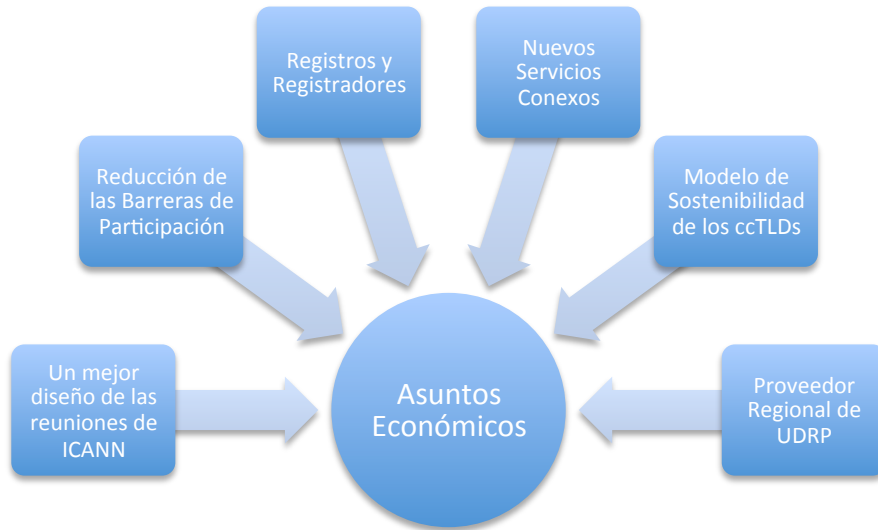 Registros y
Registradores
Nuevos
Servicios
Conexos
Reducción de
las Barreras de
Participación
Modelo de
Sostenibilidad
de los ccTLDs
Un mejor
diseño de las
reuniones de
ICANN
Asuntos
Económicos
Proveedor
Regional de
UDRP